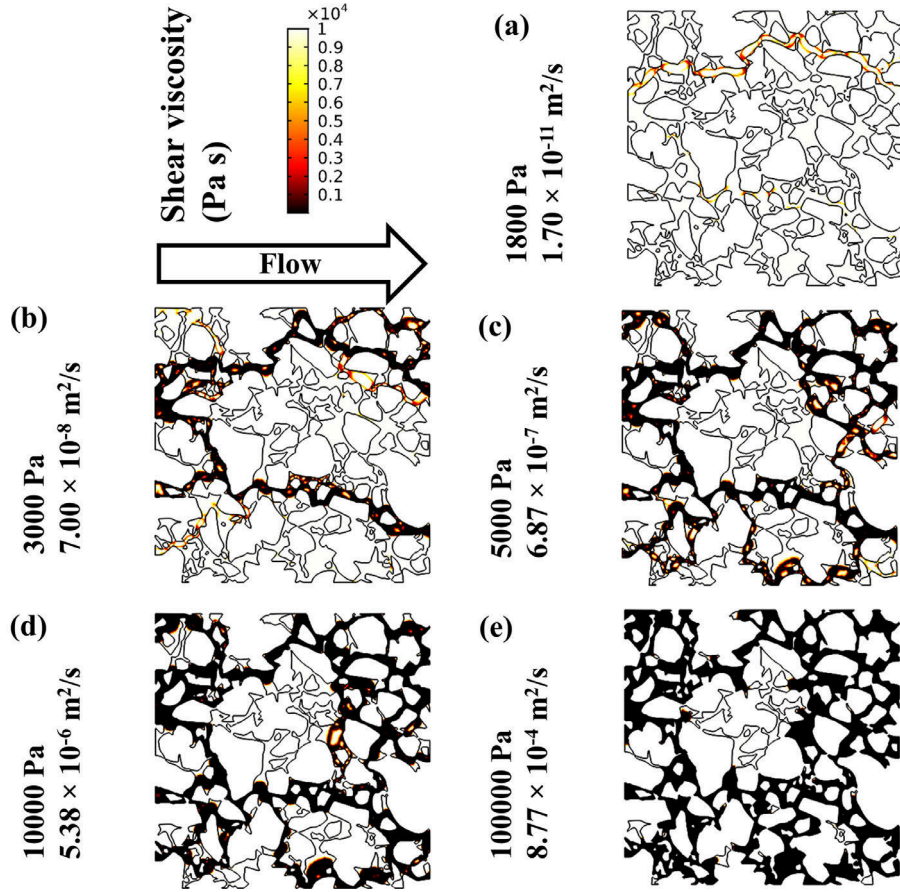 Shear viscosity
(Pa s)
×10⁴
1
0.9
0.8
0.7
0.6
0.5
0.4
0.3
0.2
0.1
Flow
(a)
1800 Pa
1.70 × 10⁻¹¹ m²/s
(b)
3000 Pa
7.00 × 10⁻⁸ m²/s
(c)
5000 Pa
6.87 × 10⁻⁷ m²/s
(d)
10000 Pa
5.38 × 10⁻⁶ m²/s
(e)
100000 Pa
8.77 × 10⁻⁴ m²/s